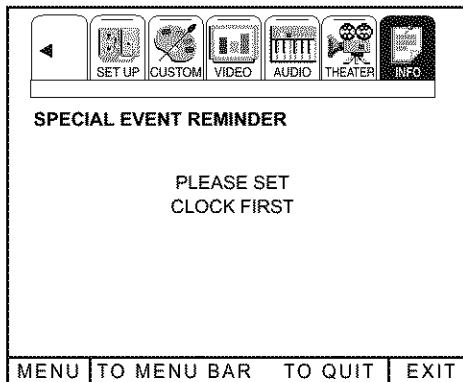 SET UP CUSTOM VIDEO AUDIO THEATER INFO
SPECIAL EVENT REMINDER
PLEASE SET
CLOCK FIRST
MENU TO MENU BAR TO QUIT EXIT